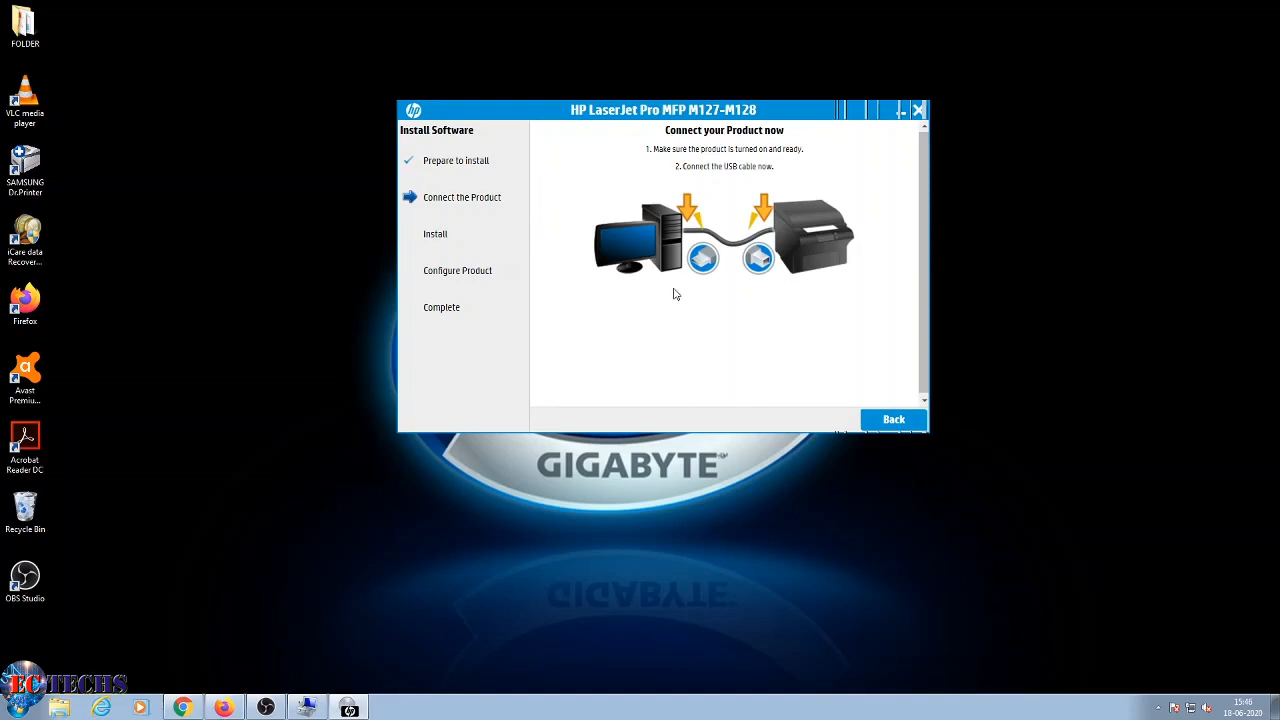 FOLDER
VLC media
player
SAMSUNG
Dr.Printer
iCare data
Recover...
Firefox
Avast
Premiu...
Acrobat
Reader DC
Recycle Bin
OBS Studio
hp
HP LaserJet Pro MFP M127-M128
Install Software
Prepare to install
Connect the Product
Install
Configure Product
Complete
Connect your Product now
1. Make sure the product is turned on and ready.
2. Connect the USB cable now.
Back
GIGABYTE™
EC TECHS
15:46
18-06-2020